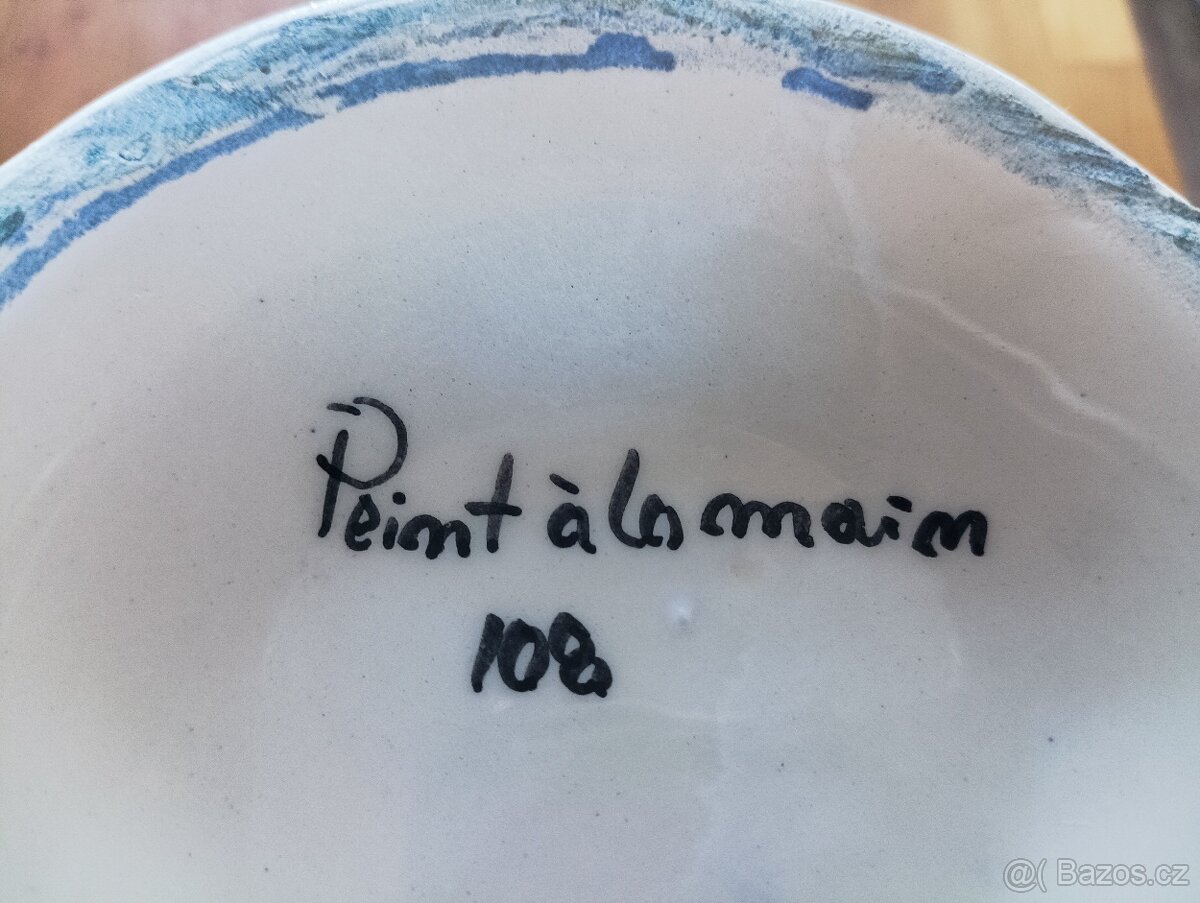 Peint à la main
108
@( Bazos.cz